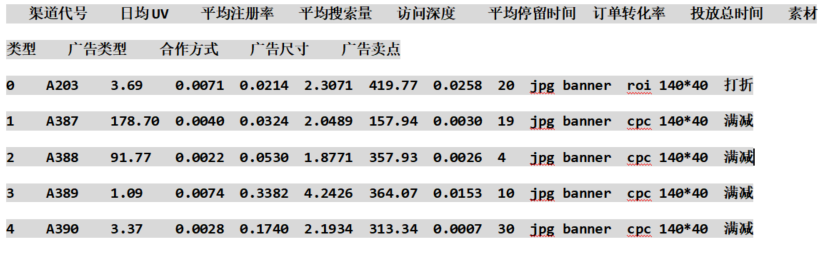 渠道代号 日均UV 平均注册率 平均搜索量 访问深度 平均停留时间 订单转化率 投放总时间 素材
类型 广告类型 合作方式 广告尺寸 广告卖点
0 A203 3.69 0.0071 0.0214 2.3071 419.77 0.0258 20 jpg banner roi 140*40 打折
1 A387 178.70 0.0040 0.0324 2.0489 157.94 0.0030 19 jpg banner cpc 140*40 满减
2 A388 91.77 0.0022 0.0530 1.8771 357.93 0.0026 4 jpg banner cpc 140*40 满减
3 A389 1.09 0.0074 0.3382 4.2426 364.07 0.0153 10 jpg banner cpc 140*40 满减
4 A390 3.37 0.0028 0.1740 2.1934 313.34 0.0007 30 jpg banner cpc 140*40 满减